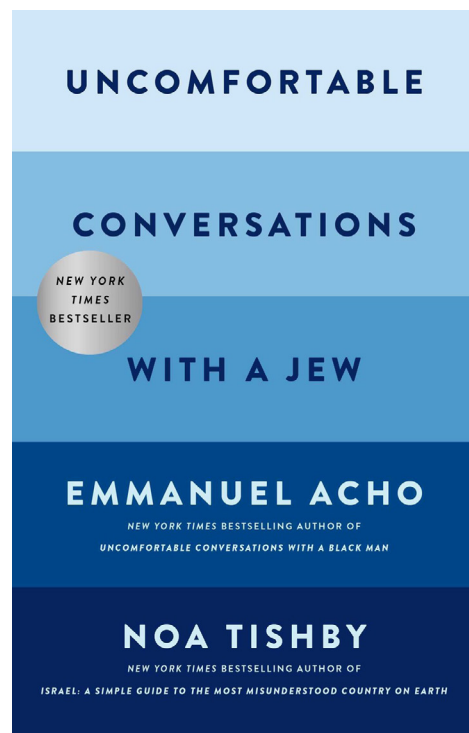 UNCOMFORTABLE
CONVERSATIONS
NEW YORK
TIMES
BESTSELLER
WITH A JEW
EMMANUEL ACHO
NEW YORK TIMES BESTSELLING AUTHOR OF
UNCOMFORTABLE CONVERSATIONS WITH A BLACK MAN
NOA TISHBY
NEW YORK TIMES BESTSELLING AUTHOR OF
ISRAEL: A SIMPLE GUIDE TO THE MOST MISUNDERSTOOD COUNTRY ON EARTH